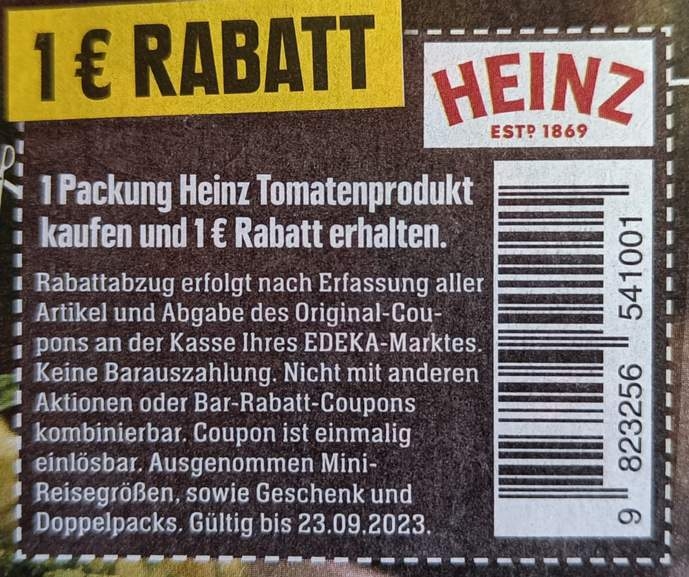 1 € RABATT
HEINZ
ESTD 1869
1 Packung Heinz Tomatenprodukt
kaufen und 1 € Rabatt erhalten.
Rabattabzug erfolgt nach Erfassung aller
Artikel und Abgabe des Original-Cou-
pons an der Kasse Ihres EDEKA-Marktes.
Keine Barauszahlung. Nicht mit anderen
Aktionen oder Bar-Rabatt-Coupons
kombinierbar. Coupon ist einmalig
einlösbar. Ausgenommen Mini-
Reisegrößen, sowie Geschenk und
Doppelpacks. Gültig bis 23.09.2023.
9 823256 541001